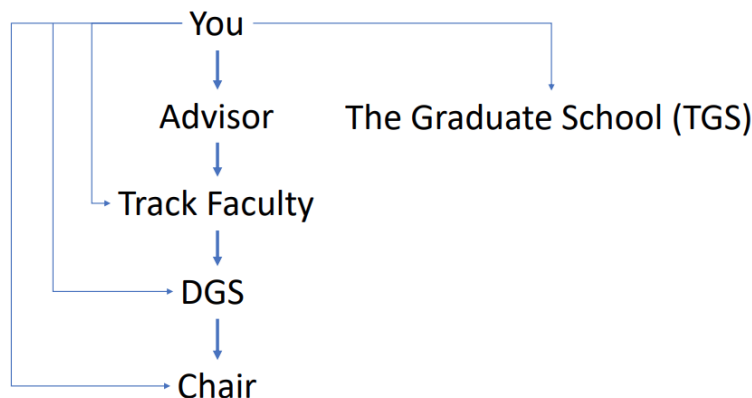 You
Advisor
The Graduate School (TGS)
Track Faculty
DGS
Chair